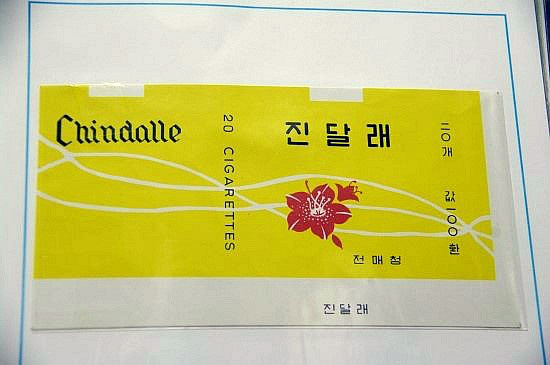 Chindalle
20 CIGARETTES
진달래
二〇개 값 一〇〇환
전매청
진달래